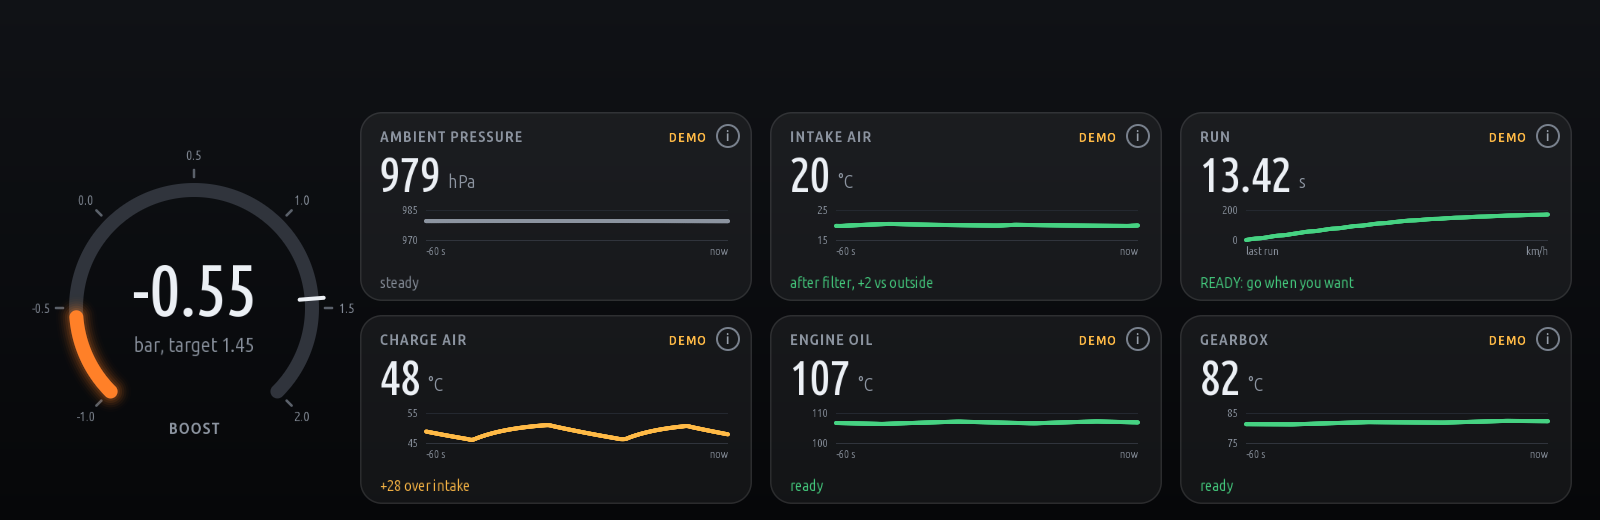 0.5
0.0
1.0
-0.5
1.5
-1.0
2.0
-0.55
bar, target 1.45
BOOST
AMBIENT PRESSURE
DEMO
i
979 hPa
985
970
-60 s
now
steady
INTAKE AIR
DEMO
i
20 °C
25
15
-60 s
now
after filter, +2 vs outside
RUN
DEMO
i
13.42 s
200
0
last run
km/h
READY: go when you want
CHARGE AIR
DEMO
i
48 °C
55
45
-60 s
now
+28 over intake
ENGINE OIL
DEMO
i
107 °C
110
100
-60 s
now
ready
GEARBOX
DEMO
i
82 °C
85
75
-60 s
now
ready